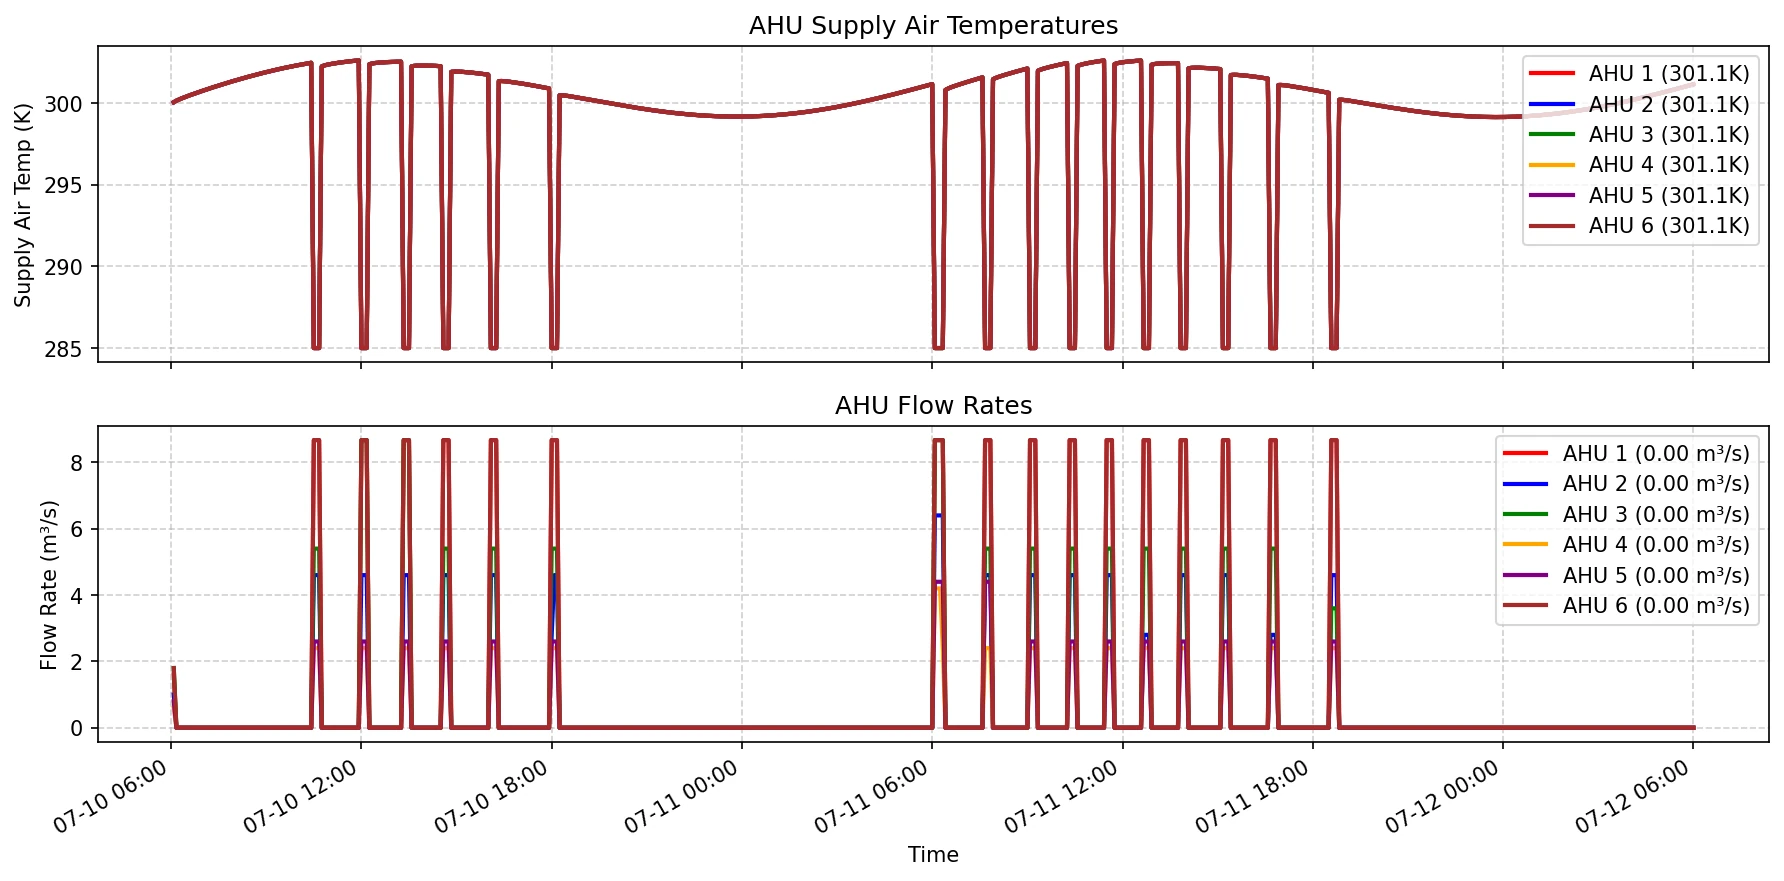 AHU Supply Air Temperatures
Supply Air Temp (K)
300
295
290
285
AHU 1 (301.1K)
AHU 2 (301.1K)
AHU 3 (301.1K)
AHU 4 (301.1K)
AHU 5 (301.1K)
AHU 6 (301.1K)
AHU Flow Rates
Flow Rate (m³/s)
8
6
4
2
0
AHU 1 (0.00 m³/s)
AHU 2 (0.00 m³/s)
AHU 3 (0.00 m³/s)
AHU 4 (0.00 m³/s)
AHU 5 (0.00 m³/s)
AHU 6 (0.00 m³/s)
07-10 06:00
07-10 12:00
07-10 18:00
07-11 00:00
07-11 06:00
07-11 12:00
07-11 18:00
07-12 00:00
07-12 06:00
Time